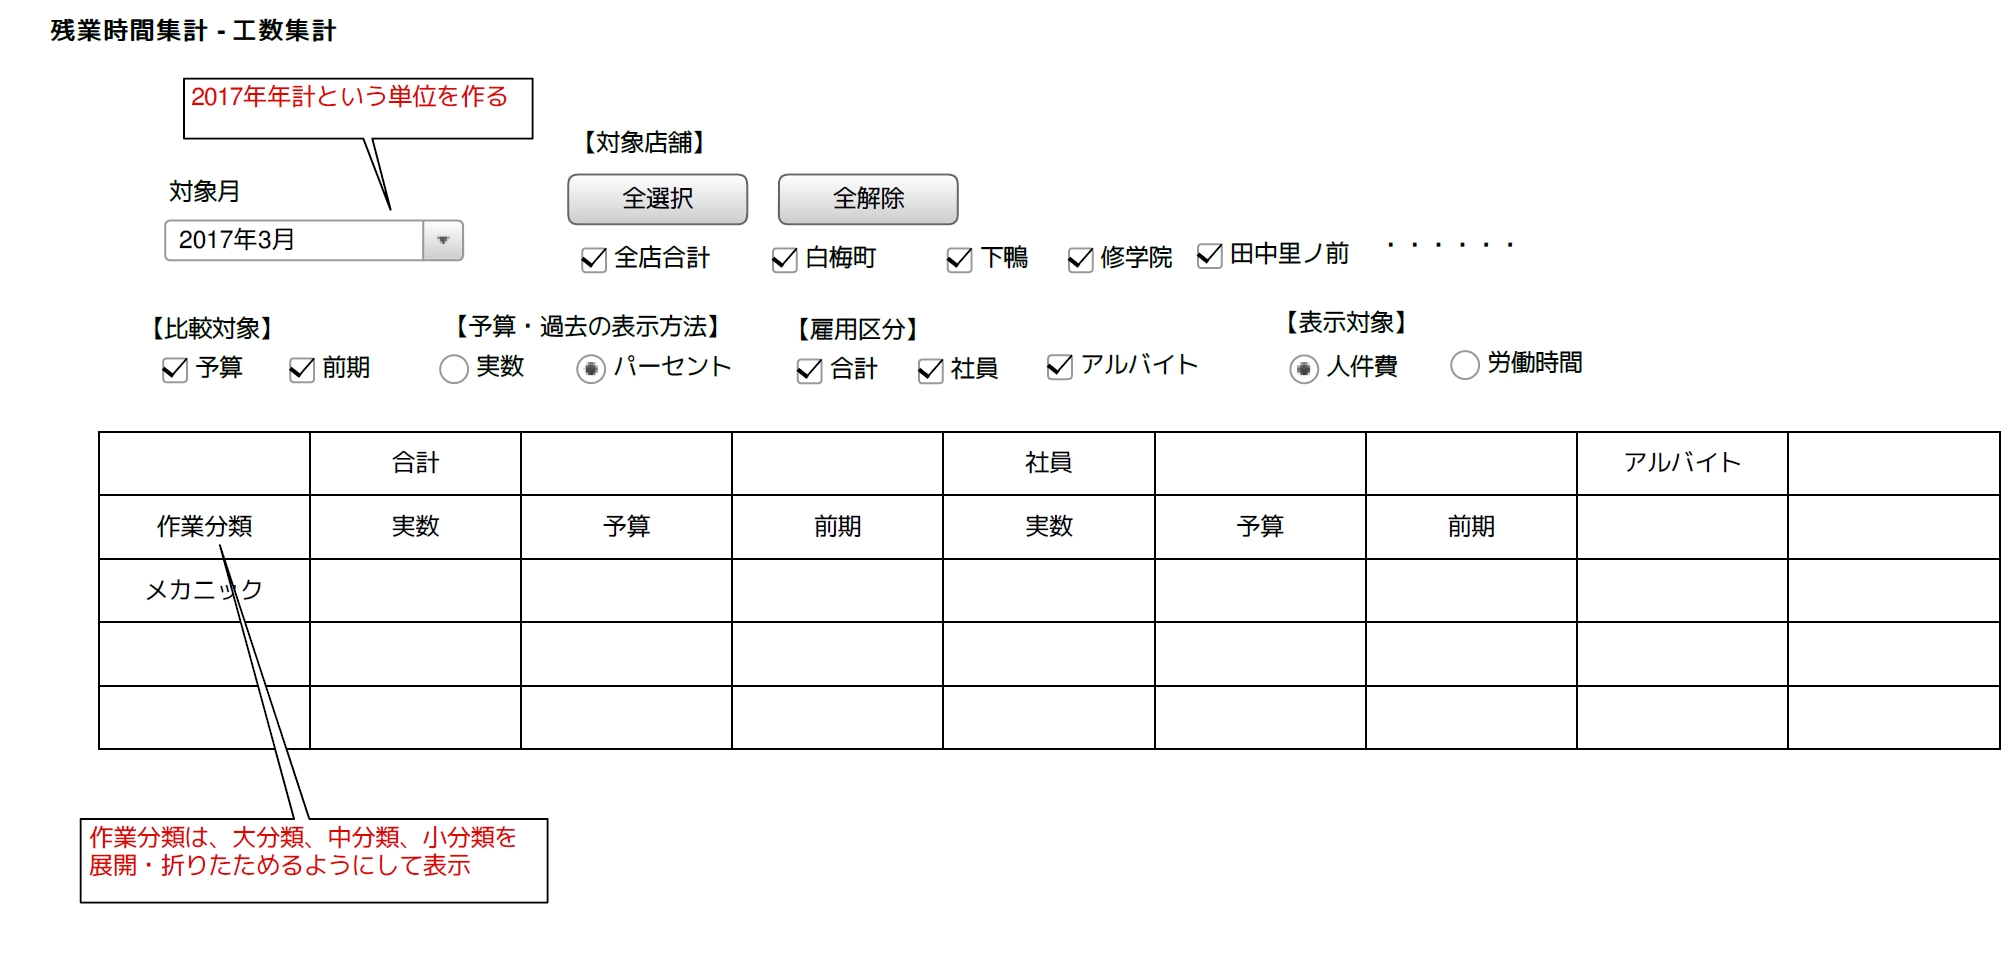 残業時間集計 - 工数集計
2017年年計という単位を作る
【対象店舗】
対象月
全選択 全解除
2017年3月
全店合計 白梅町 下鴨 修学院 田中里ノ前 ・・・・・・
【比較対象】 【予算・過去の表示方法】 【雇用区分】 【表示対象】
予算 前期 実数 パーセント 合計 社員 アルバイト 人件費 労働時間
合計 社員 アルバイト
作業分類 実数 予算 前期 実数 予算 前期
メカニック
作業分類は、大分類、中分類、小分類を
展開・折りたためるようにして表示